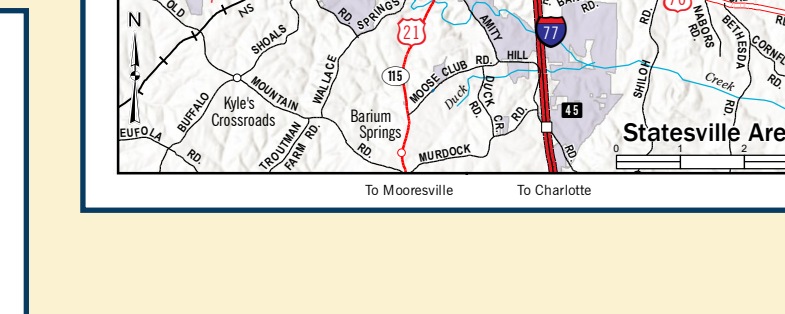 OLD
NS
RD.
SPRINGS
21
AMITY
E.
RD.
77
RD.
70
NABORS
RD.
BETHESDA
RD.
N
SHOALS
WALLACE
115
MOOSE CLUB RD.
HILL
Duck
Creek
SHILOH
RD.
BUFFALO
MOUNTAIN
Kyle's
Crossroads
Barium
Springs
RD.
DUCK
CR.
RD.
45
EUFOLA
RD.
TROUTMAN
FARM RD.
RD.
MURDOCK
RD.
Statesville Are
0 1 2
To Mooresville
To Charlotte